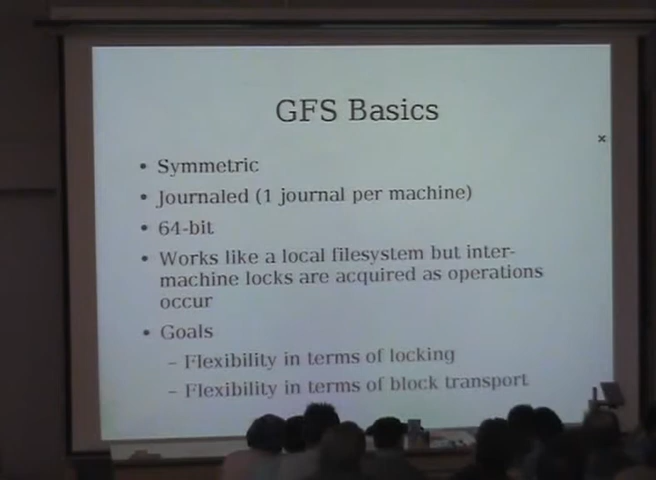 GFS Basics
• Symmetric
• Journaled (1 journal per machine)
• 64-bit
• Works like a local filesystem but inter-
machine locks are acquired as operations
occur
• Goals
– Flexibility in terms of locking
– Flexibility in terms of block transport